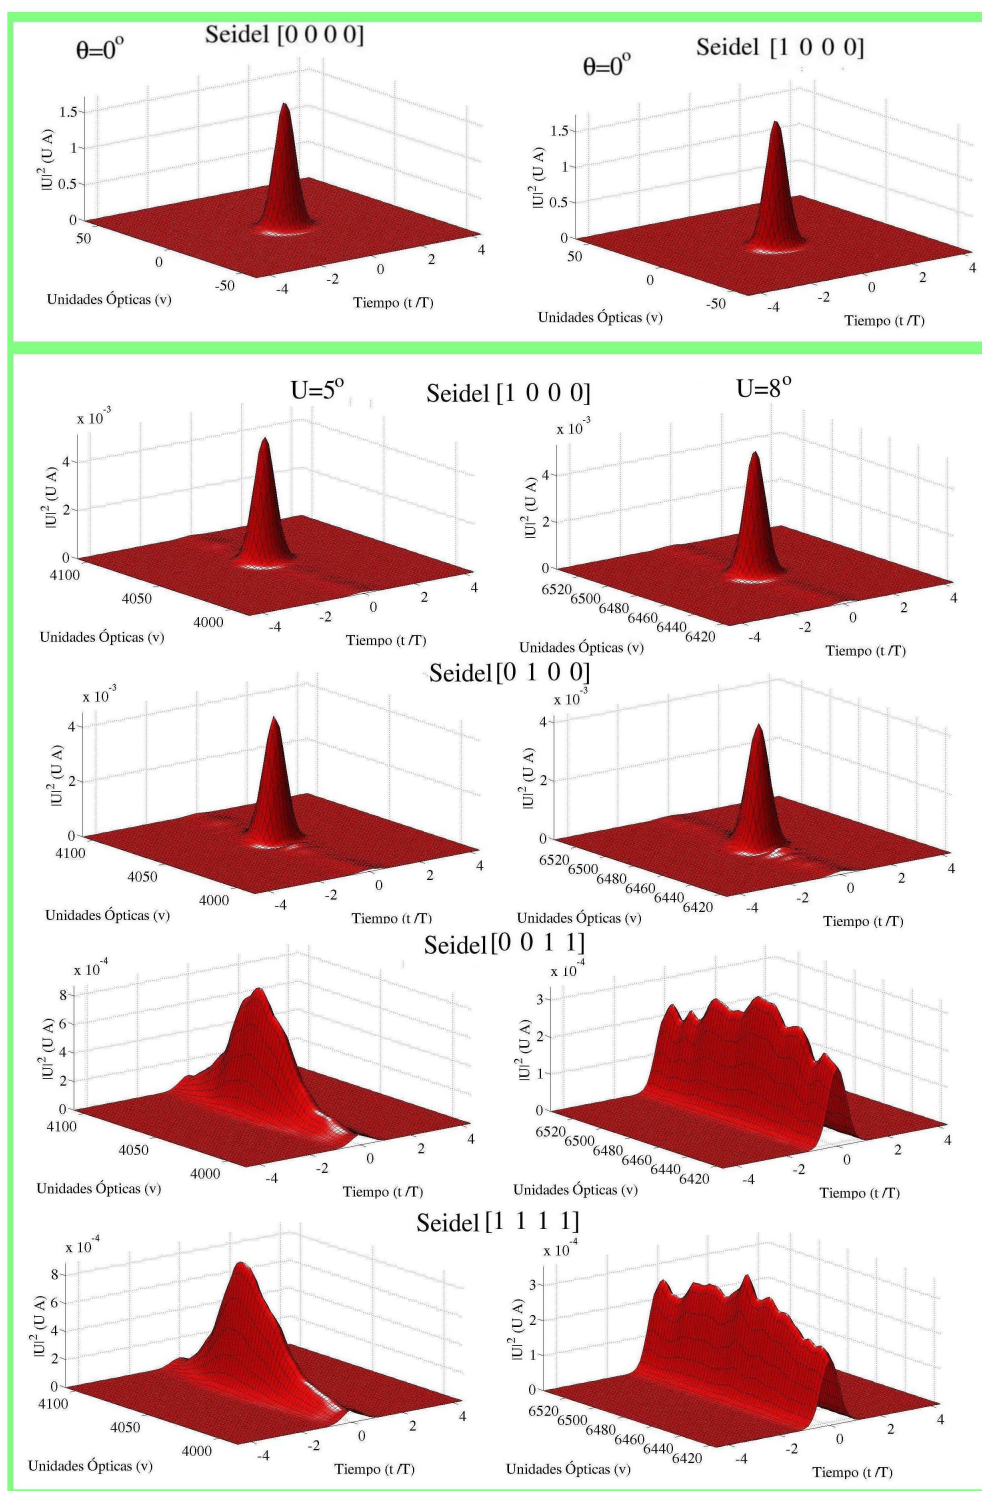 θ=0°
Seidel [0 0 0 0]
|U|² (U A)
1.5
1
0.5
0
50
0
-50
Unidades Ópticas (v)
-4
-2
0
2
4
Tiempo (t /T)
θ=0°
Seidel [1 0 0 0]
|U|² (U A)
1.5
1
0.5
0
50
0
-50
Unidades Ópticas (v)
-4
-2
0
2
4
Tiempo (t /T)
U=5°
Seidel [1 0 0 0]
U=8°
x 10⁻³
|U|² (U A)
4
2
0
4100
4050
4000
Unidades Ópticas (v)
-4
-2
0
2
4
Tiempo (t /T)
x 10⁻³
|U|² (U A)
4
2
0
6520
6500
6480
6460
6440
6420
Unidades Ópticas (v)
-4
-2
0
2
4
Tiempo (t /T)
Seidel [0 1 0 0]
x 10⁻³
|U|² (U A)
4
2
0
4100
4050
4000
Unidades Ópticas (v)
-4
-2
0
2
4
Tiempo (t /T)
x 10⁻³
|U|² (U A)
4
2
0
6520
6500
6480
6460
6440
6420
Unidades Ópticas (v)
-4
-2
0
2
4
Tiempo (t /T)
Seidel [0 0 1 1]
x 10⁻⁴
|U|² (U A)
8
6
4
2
0
4100
4050
4000
Unidades Ópticas (v)
-4
-2
0
2
4
Tiempo (t /T)
x 10⁻⁴
|U|² (U A)
3
2
1
0
6520
6500
6480
6460
6440
6420
Unidades Ópticas (v)
-4
-2
0
2
4
Tiempo (t /T)
Seidel [1 1 1 1]
x 10⁻⁴
|U|² (U A)
8
6
4
2
0
4100
4050
4000
Unidades Ópticas (v)
-4
-2
0
2
4
Tiempo (t /T)
x 10⁻⁴
|U|² (U A)
3
2
1
0
6520
6500
6480
6460
6440
6420
Unidades Ópticas (v)
-4
-2
0
2
4
Tiempo (t /T)